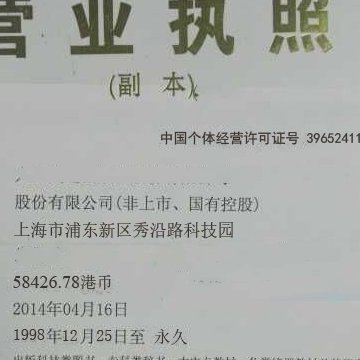 营业执照
(副 本)
中国个体经营许可证号 39652411
股份有限公司(非上市、国有控股)
上海市浦东新区秀沿路科技园
58426.78港币
2014年04月16日
1998年12月25日至 永久